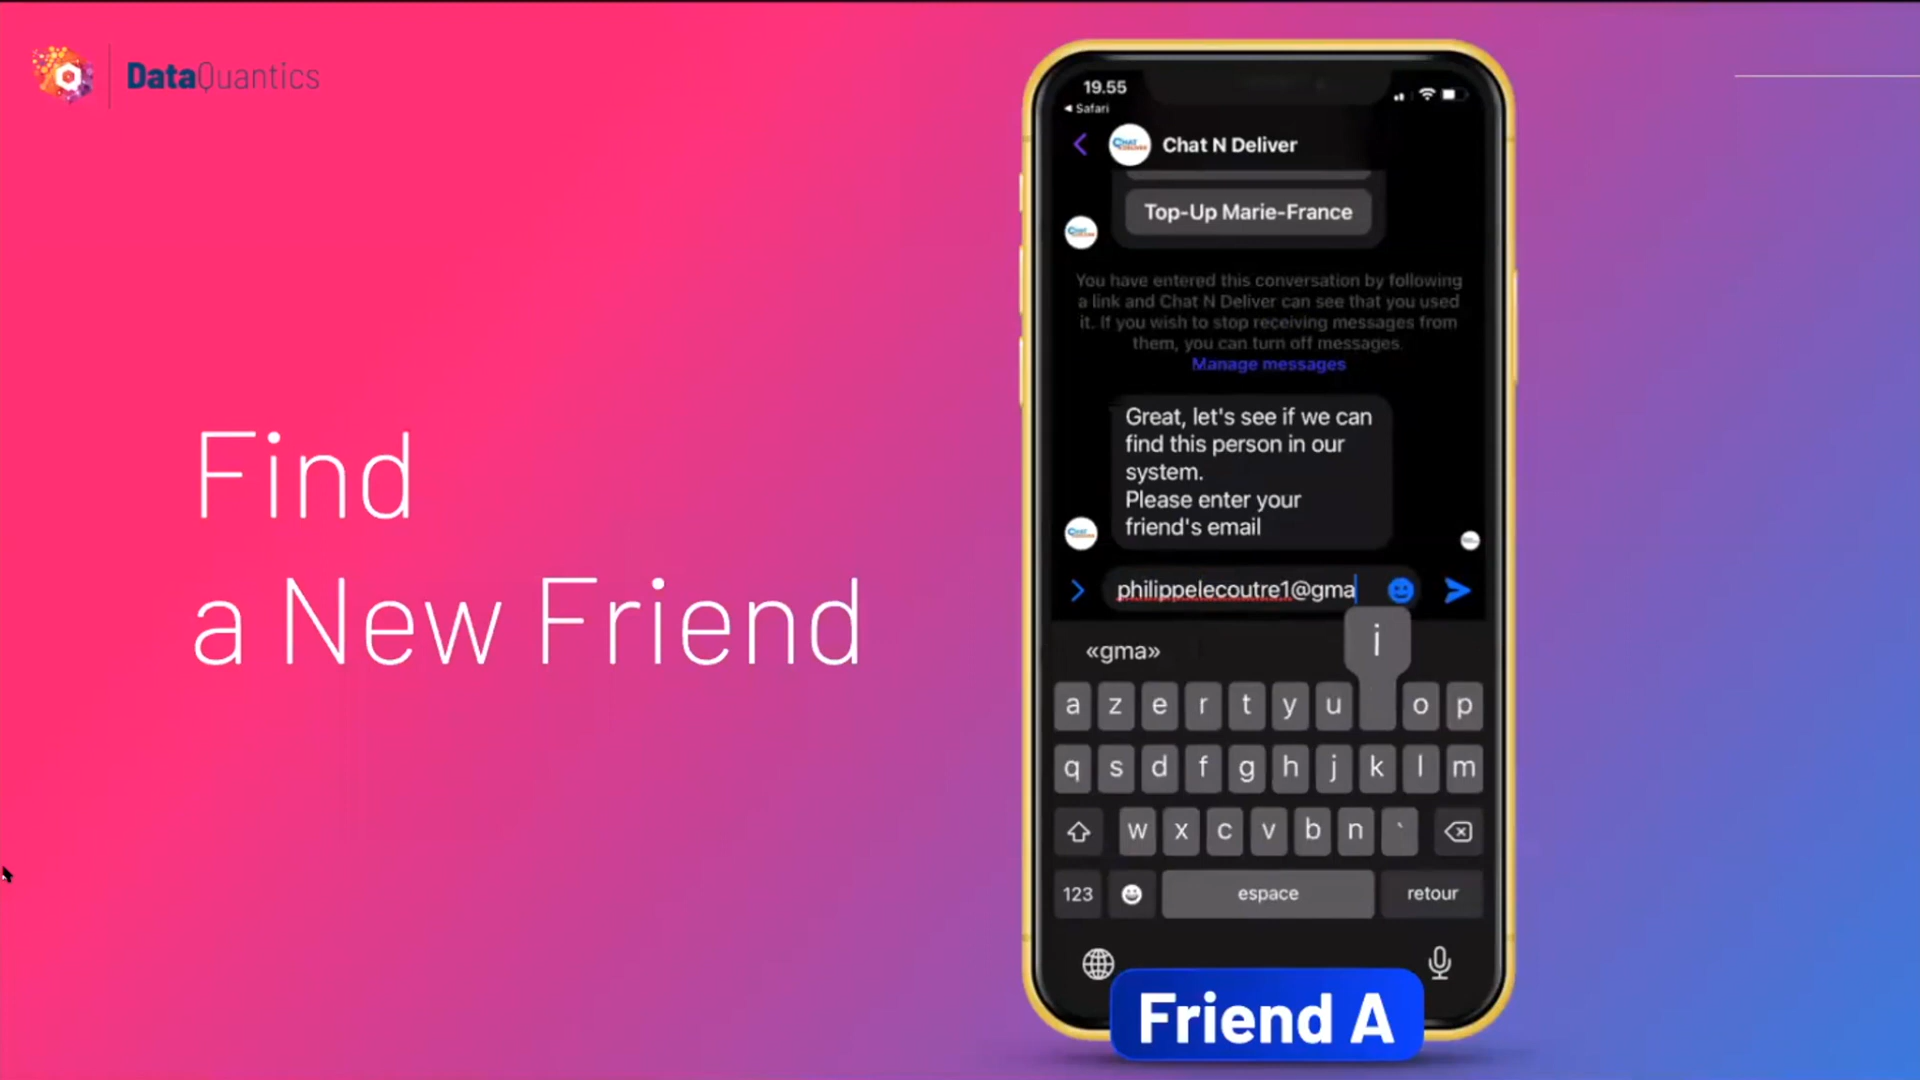 DataQuantics
Find
a New Friend
19.55
Safari
Chat N Deliver
Top-Up Marie-France
You have entered this conversation by following
a link and Chat N Deliver can see that you used
it. If you wish to stop receiving messages from
them, you can turn off messages.
Manage messages
Great, let's see if we can
find this person in our
system.
Please enter your
friend's email
philippelecoutre1@gma
«gma»
i
a z e r t y u o p
q s d f g h j k l m
w x c v b n `
123 espace retour
Friend A